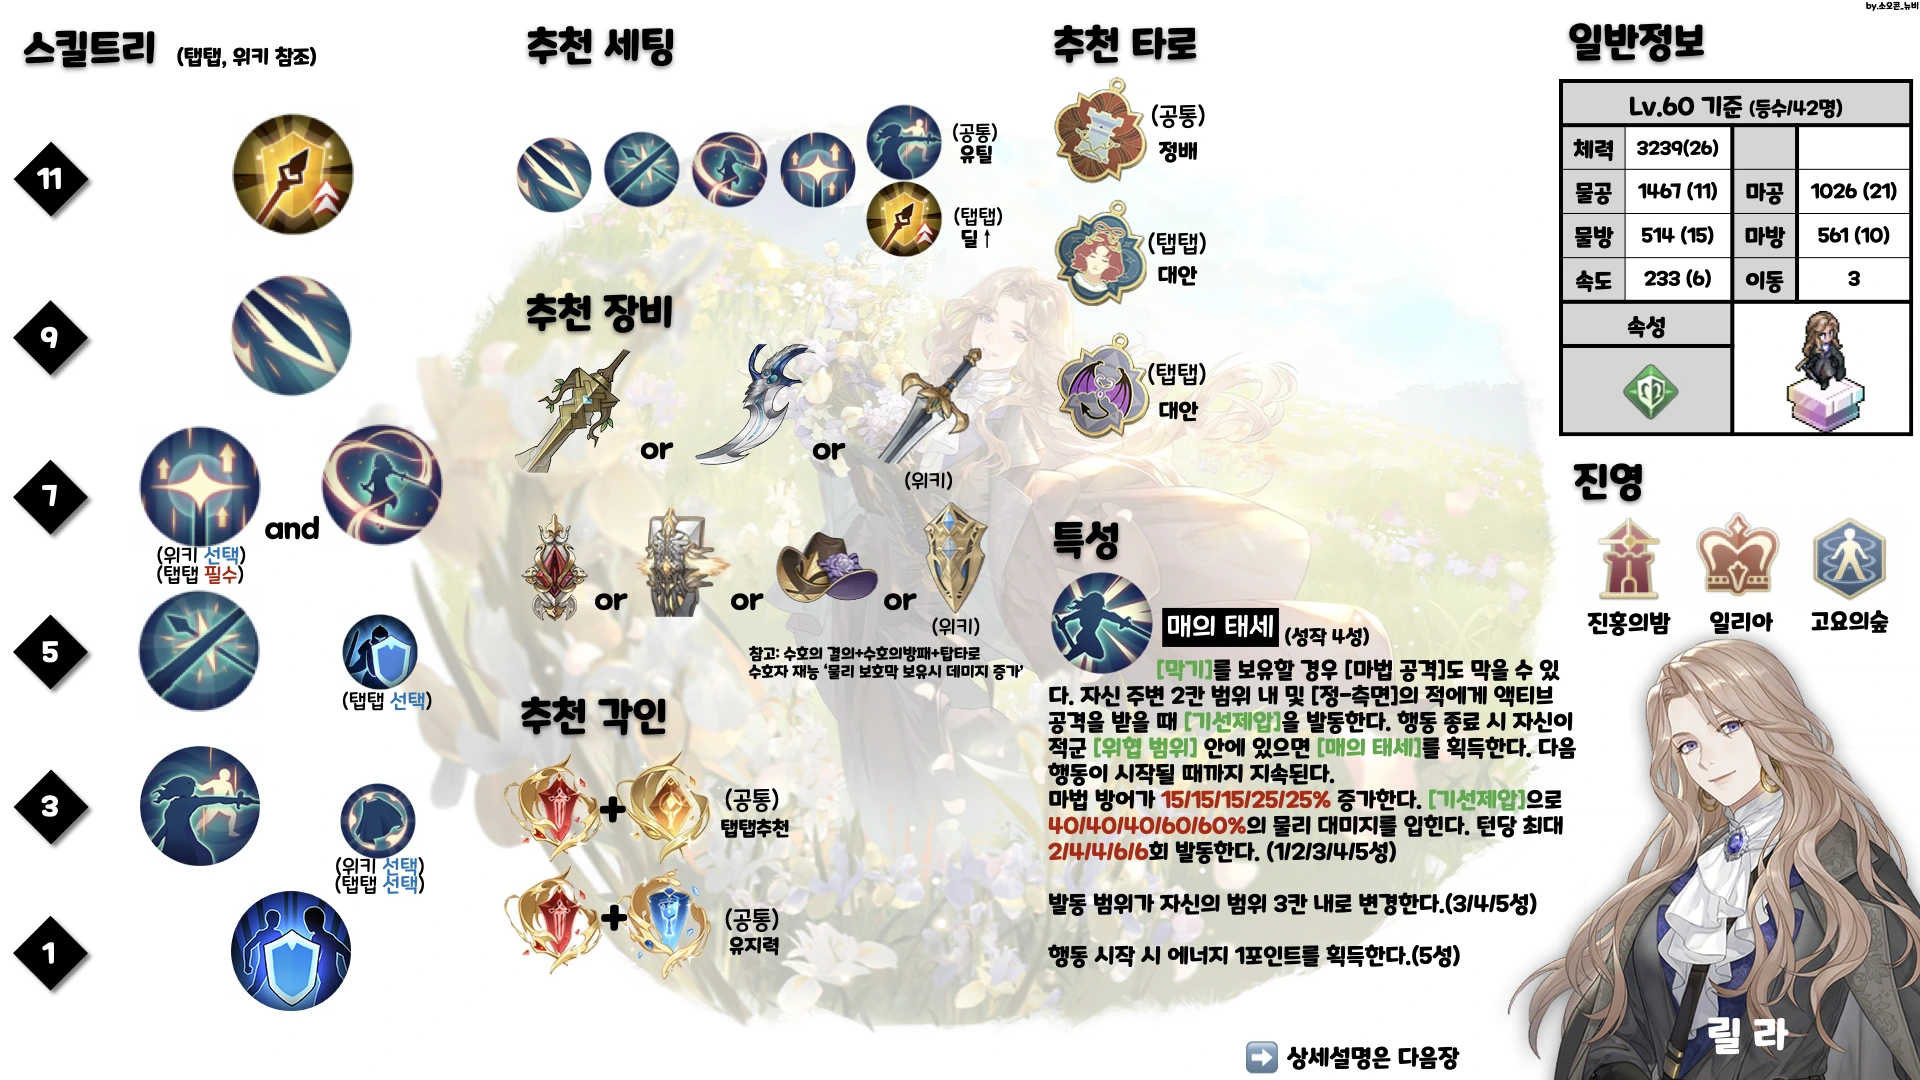 by.소오콘_뉴비
스킬트리 (탭탭, 위키 참조)
11
9
7
and
(위키 선택)
(탭탭 필수)
5
(탭탭 선택)
3
(위키 선택)
(탭탭 선택)
1
추천 세팅
(공통)
유틸
(탭탭)
딜↑
추천 장비
or
or
(위키)
or
or
or
(위키)
참고: 수호의 결의+수호의방패+탑타로
수호자 재능 ‘물리 보호막 보유시 데미지 증가’
추천 각인
+
(공통)
탭탭추천
+
(공통)
유지력
추천 타로
(공통)
정배
(탭탭)
대안
(탭탭)
대안
특성
매의 태세 (성작 4성)
[막기]를 보유할 경우 [마법 공격]도 막을 수 있
다. 자신 주변 2칸 범위 내 및 [정-측면]의 적에게 액티브
공격을 받을 때 [기선제압]을 발동한다. 행동 종료 시 자신이
적군 [위협 범위] 안에 있으면 [매의 태세]를 획득한다. 다음
행동이 시작될 때까지 지속된다.
마법 방어가 15/15/15/25/25% 증가한다. [기선제압]으로
40/40/40/60/60%의 물리 대미지를 입힌다. 턴당 최대
2/4/4/6/6회 발동한다. (1/2/3/4/5성)
발동 범위가 자신의 범위 3칸 내로 변경한다.(3/4/5성)
행동 시작 시 에너지 1포인트를 획득한다.(5성)
상세설명은 다음장
일반정보
Lv.60 기준 (등수/42명)
체력 3239(26)
물공 1467 (11) 마공 1026 (21)
물방 514 (15) 마방 561 (10)
속도 233 (6) 이동 3
속성
진영
진홍의밤 일리아 고요의숲
릴 라